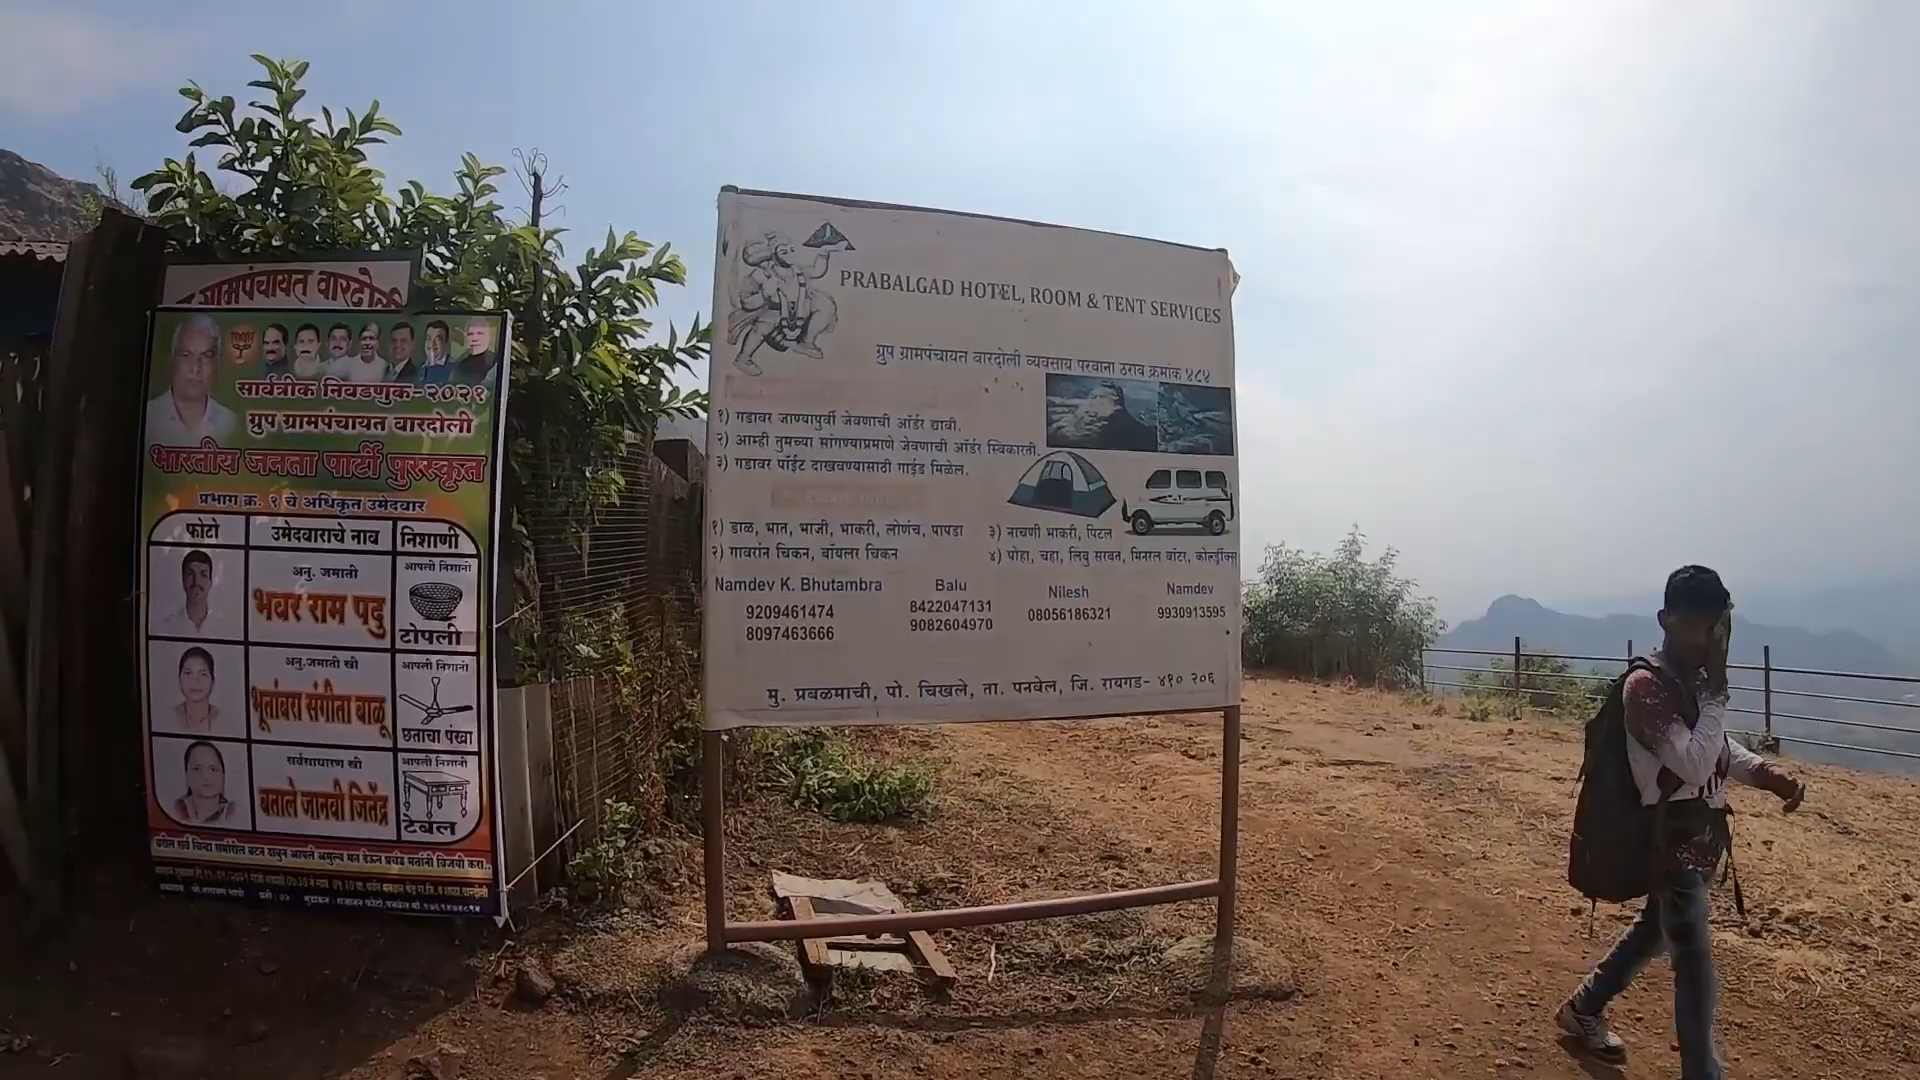 ग्रामपंचायत वारदोली
सार्वत्रीक निवडणुक-२०२१
ग्रुप ग्रामपंचायत वारदोली
भारतीय जनता पार्टी पुरस्कृत
प्रभाग क्र. १ चे अधिकृत उमेदवार
फोटो उमेदवाराचे नाव निशाणी
अनु. जमाती आपली निशानी
भवर राम पदु
टोपली
अनु.जमाती स्त्री आपली निशानी
भूतांबरा संगीता बाळू
छताचा पंखा
सर्वसाधारण स्त्री आपली निशानी
बताले जानवी जितेंद्र
टेबल
PRABALGAD HOTEL, ROOM & TENT SERVICES
ग्रुप ग्रामपंचायत वारदोली व्यवसाय परवाना ठराव क्रमांक ४८४
१) गडावर जाण्यापुर्वी जेवणाची ऑर्डर द्यावी.
२) आम्ही तुमच्या सांगण्याप्रमाणे जेवणाची ऑर्डर स्विकारती.
३) गडावर पॉईट दाखवण्यासाठी गाईड मिळेल.
१) डाळ, भात, भाजी, भाकरी, लोणंच, पापडा ३) नाचणी भाकरी, पिटल
२) गावरांन चिकन, बॉयलर चिकन ४) पोहा, चहा, लिंबु सरबत, मिनरल वॉटर, कोल्ड्रींक्स
Namdev K. Bhutambra Balu Nilesh Namdev
9209461474 8422047131 08056186321 9930913595
8097463666 9082604970
मु. प्रबळमाची, पो. चिखले, ता. पनवेल, जि. रायगड- ४१० २०६